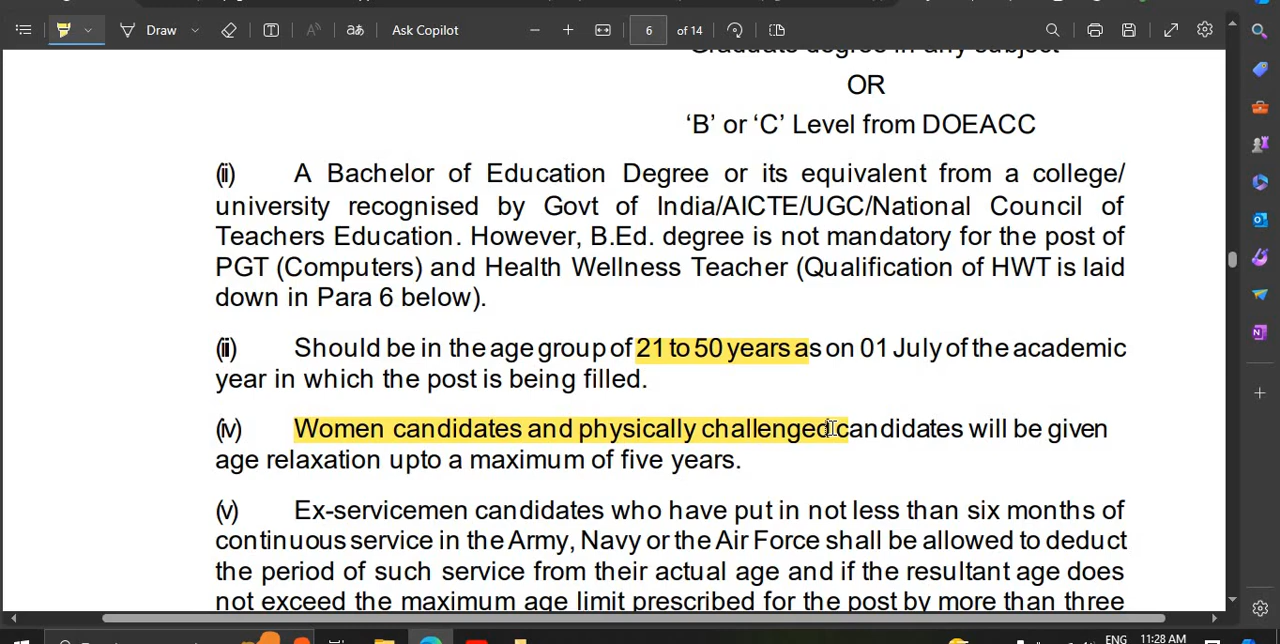 Draw
Ask Copilot
6
of 14
Graduate degree in any subject
OR
‘B’ or ‘C’ Level from DOEACC
(ii) A Bachelor of Education Degree or its equivalent from a college/
university recognised by Govt of India/AICTE/UGC/National Council of
Teachers Education. However, B.Ed. degree is not mandatory for the post of
PGT (Computers) and Health Wellness Teacher (Qualification of HWT is laid
down in Para 6 below).
(iii) Should be in the age group of 21 to 50 years as on 01 July of the academic
year in which the post is being filled.
(iv) Women candidates and physically challenged candidates will be given
age relaxation upto a maximum of five years.
(v) Ex-servicemen candidates who have put in not less than six months of
continuous service in the Army, Navy or the Air Force shall be allowed to deduct
the period of such service from their actual age and if the resultant age does
not exceed the maximum age limit prescribed for the post by more than three
ENG
11:28 AM